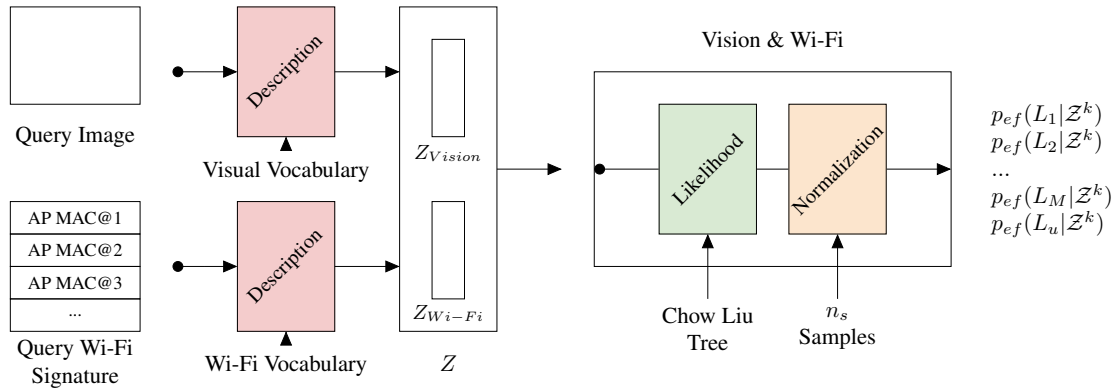 Query Image
Description
Visual Vocabulary
Z_{Vision}
AP MAC@1
AP MAC@2
AP MAC@3
...
Query Wi-Fi
Signature
Description
Wi-Fi Vocabulary
Z_{Wi-Fi}
Z
Vision & Wi-Fi
Likelihood
Normalization
Chow Liu
Tree
n_s
Samples
p_{ef}(L_1|\mathcal{Z}^k)
p_{ef}(L_2|\mathcal{Z}^k)
...
p_{ef}(L_M|\mathcal{Z}^k)
p_{ef}(L_u|\mathcal{Z}^k)